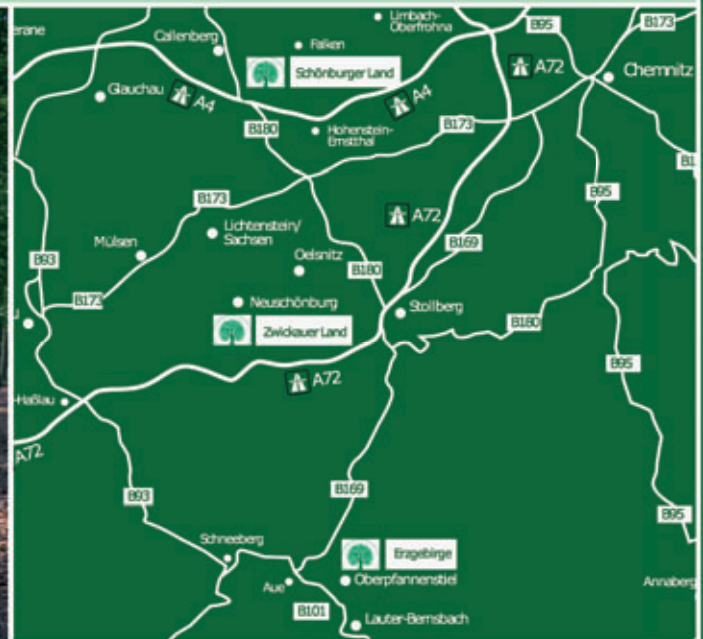 erane
Callenberg
Limbach-
Oberfrohna
B95
B173
Falken
Schönburger Land
A72
Chemnitz
Glauchau
A4
A4
B180
Hohenstein-
Ernstthal
B173
B1
B173
A72
B95
Lichtenstein/
Sachsen
Mülsen
B169
B93
Oelsnitz
B180
B173
Neuschönburg
Stollberg
u
Zwickauer Land
B180
B95
A72
-Haßlau
A72
B93
B169
B95
Schneeberg
Erzgebirge
Aue
Oberpfannenstiel
Annaberg
B101
Lauter-Bernsbach